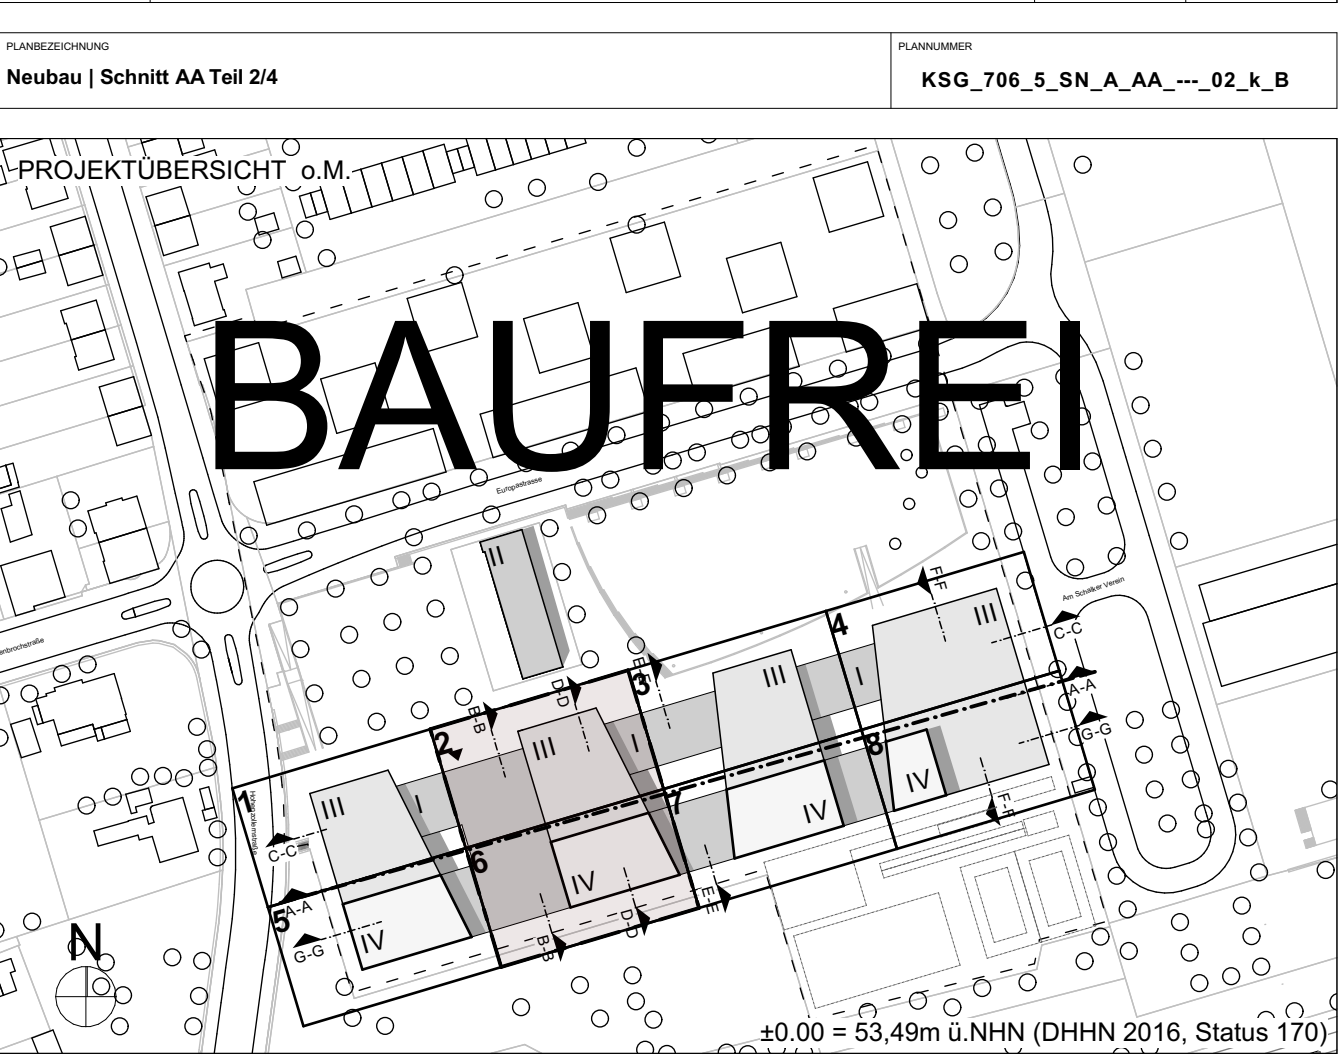 PLANBEZEICHNUNG
Neubau | Schnitt AA Teil 2/4
PLANNUMMER
KSG_706_5_SN_A_AA_---_02_k_B
PROJEKTÜBERSICHT o.M.
BAUFREI
Europastrasse
II
Am Schalker Verein
F-F
III
4
C-C
E-E
3
III
I
A-A
D-D
B-B
2
III
I
G-G
8
IV
1
III
I
7
IV
F-F
Hohenzollernstraße
C-C
6
IV
E-E
A-A
5
D-D
G-G
IV
B-B
N
±0.00 = 53,49m ü.NHN (DHHN 2016, Status 170)